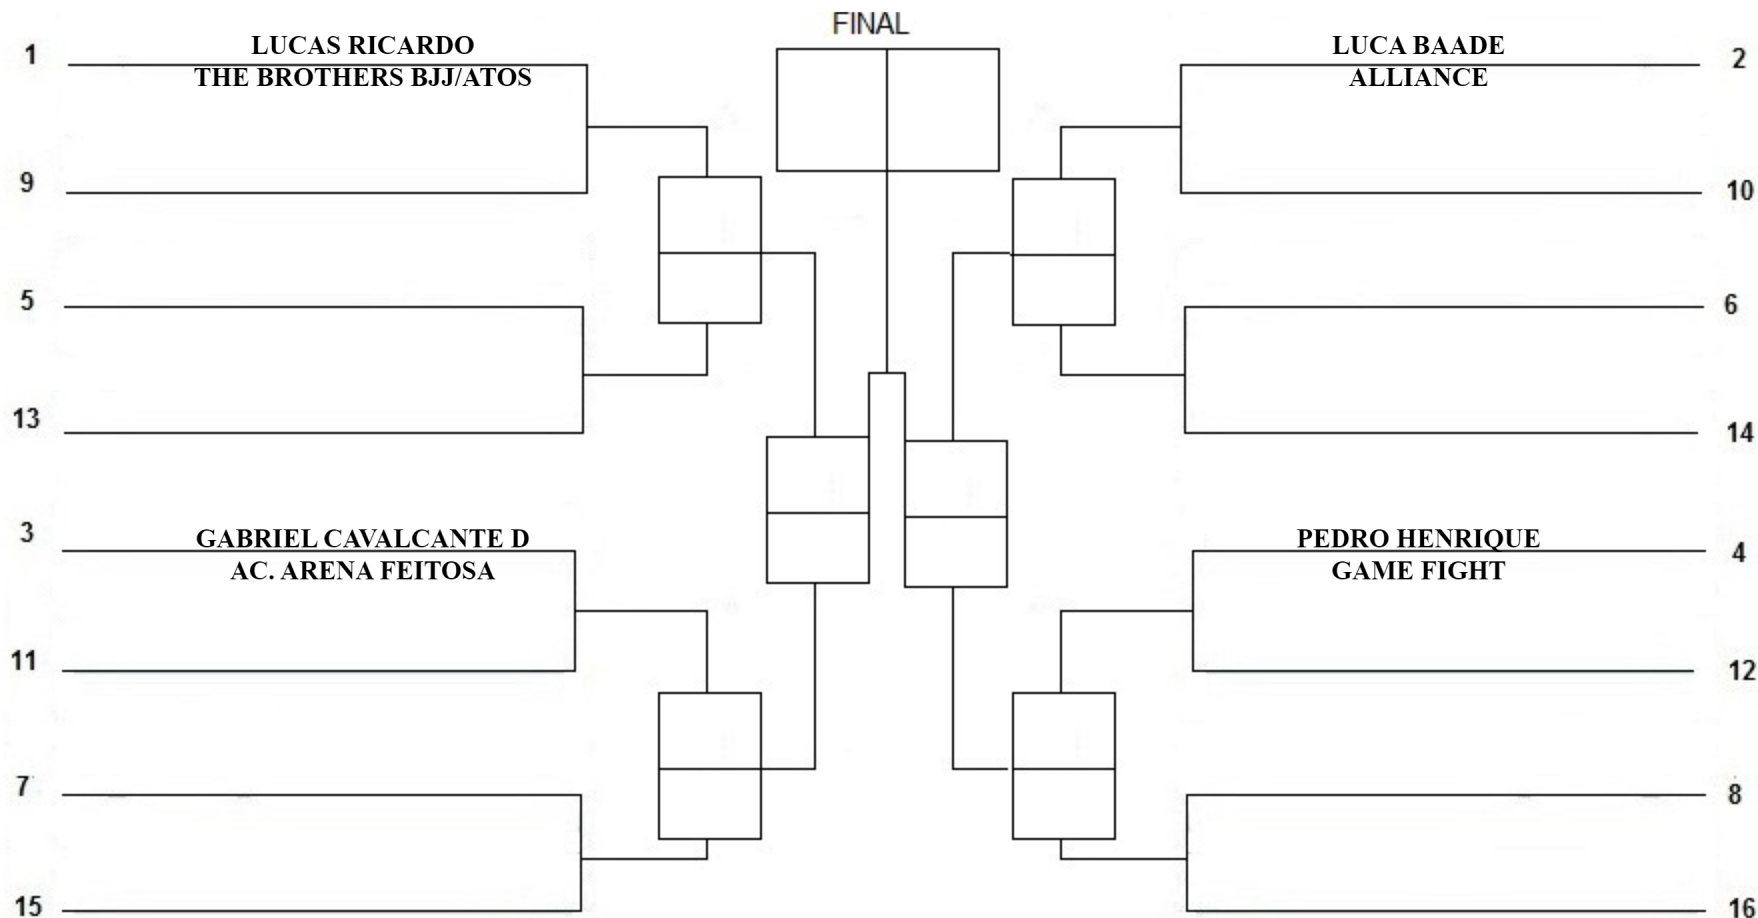 FINAL
1
LUCAS RICARDO
THE BROTHERS BJJ/ATOS
9
5
13
3
GABRIEL CAVALCANTE D
AC. ARENA FEITOSA
11
7
15
LUCA BAADE
ALLIANCE
2
10
6
14
PEDRO HENRIQUE
GAME FIGHT
4
12
8
16